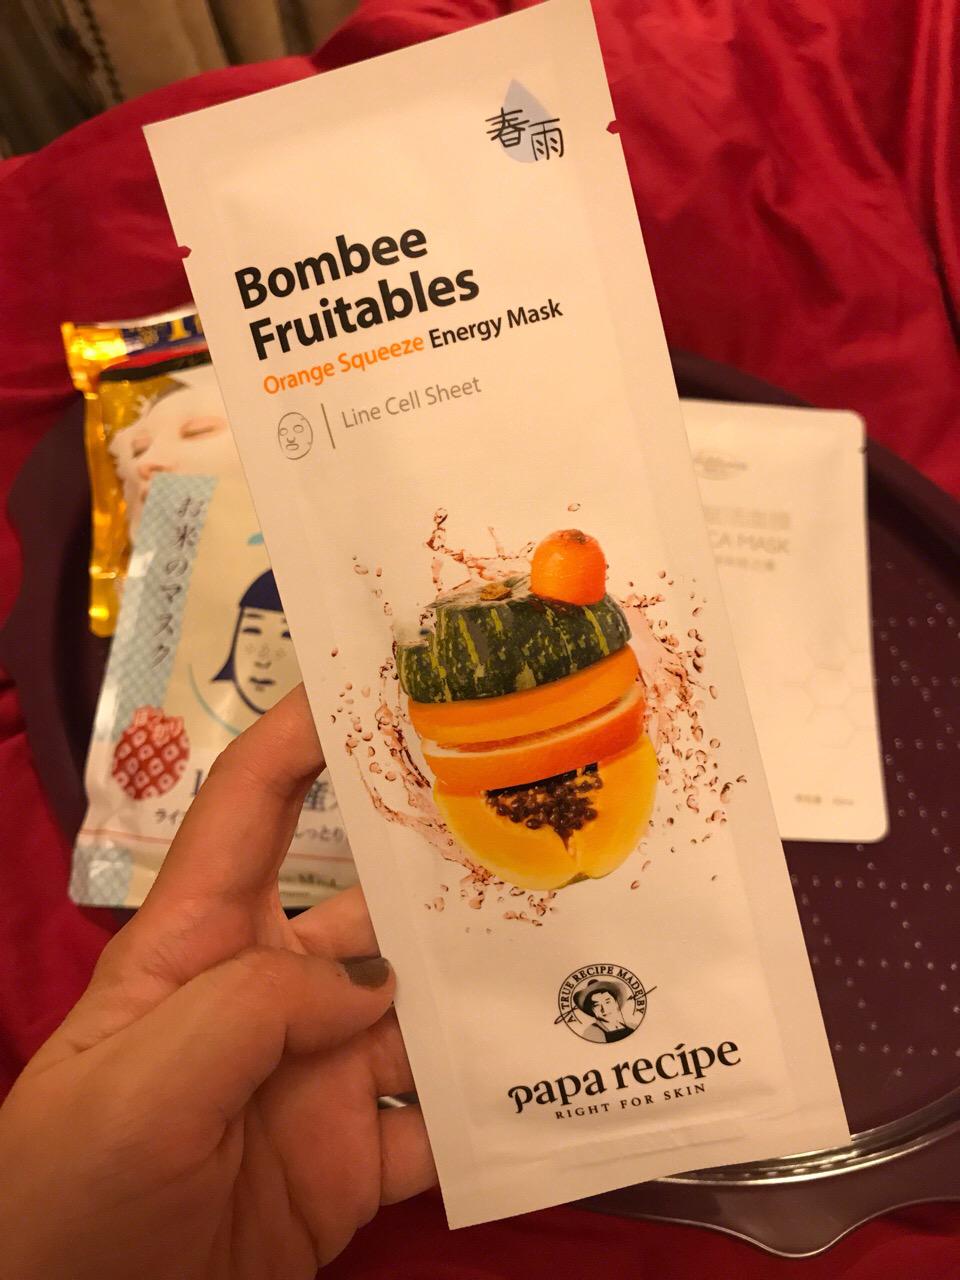 春雨
Bombee
Fruitables
Orange Squeeze Energy Mask
Line Cell Sheet
A TRUE RECIPE MADE BY
papa recípe
RIGHT FOR SKIN
お米のマスク
CA MASK